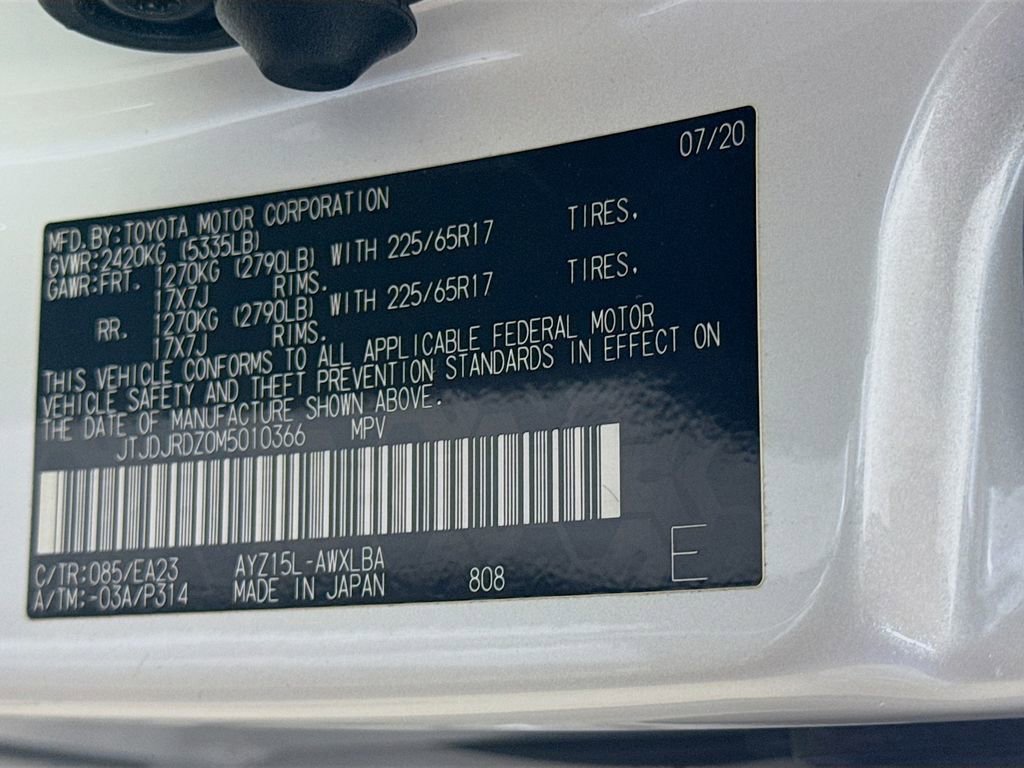 07/20
MFD.BY:TOYOTA MOTOR CORPORATION
GVWR:2420KG (5335LB)
GAWR:FRT. 1270KG (2790LB) WITH 225/65R17 TIRES,
17X7J RIMS.
RR. 1270KG (2790LB) WITH 225/65R17 TIRES,
17X7J RIMS.
THIS VEHICLE CONFORMS TO ALL APPLICABLE FEDERAL MOTOR
VEHICLE SAFETY AND THEFT PREVENTION STANDARDS IN EFFECT ON
THE DATE OF MANUFACTURE SHOWN ABOVE.
JTJDJRDZ0M5010366 MPV
C/TR:085/EA23 AYZ15L-AWXLBA
A/TM:-03A/P314 MADE IN JAPAN 808 E